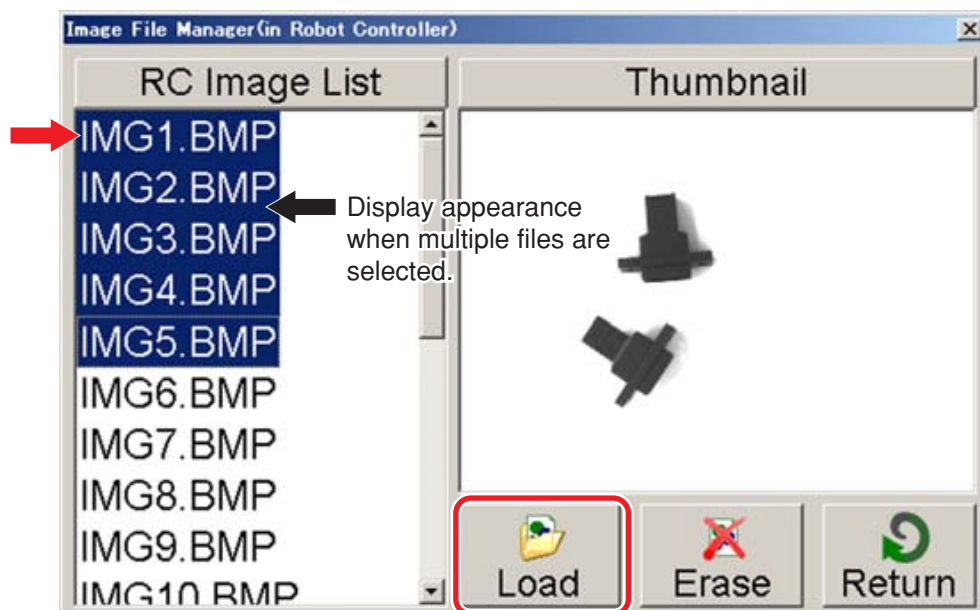 Image File Manager(in Robot Controller)
RC Image List
Thumbnail
IMG1.BMP
IMG2.BMP
IMG3.BMP
IMG4.BMP
IMG5.BMP
IMG6.BMP
IMG7.BMP
IMG8.BMP
IMG9.BMP
IMG10.BMP
Display appearance
when multiple files are
selected.
Load
Erase
Return